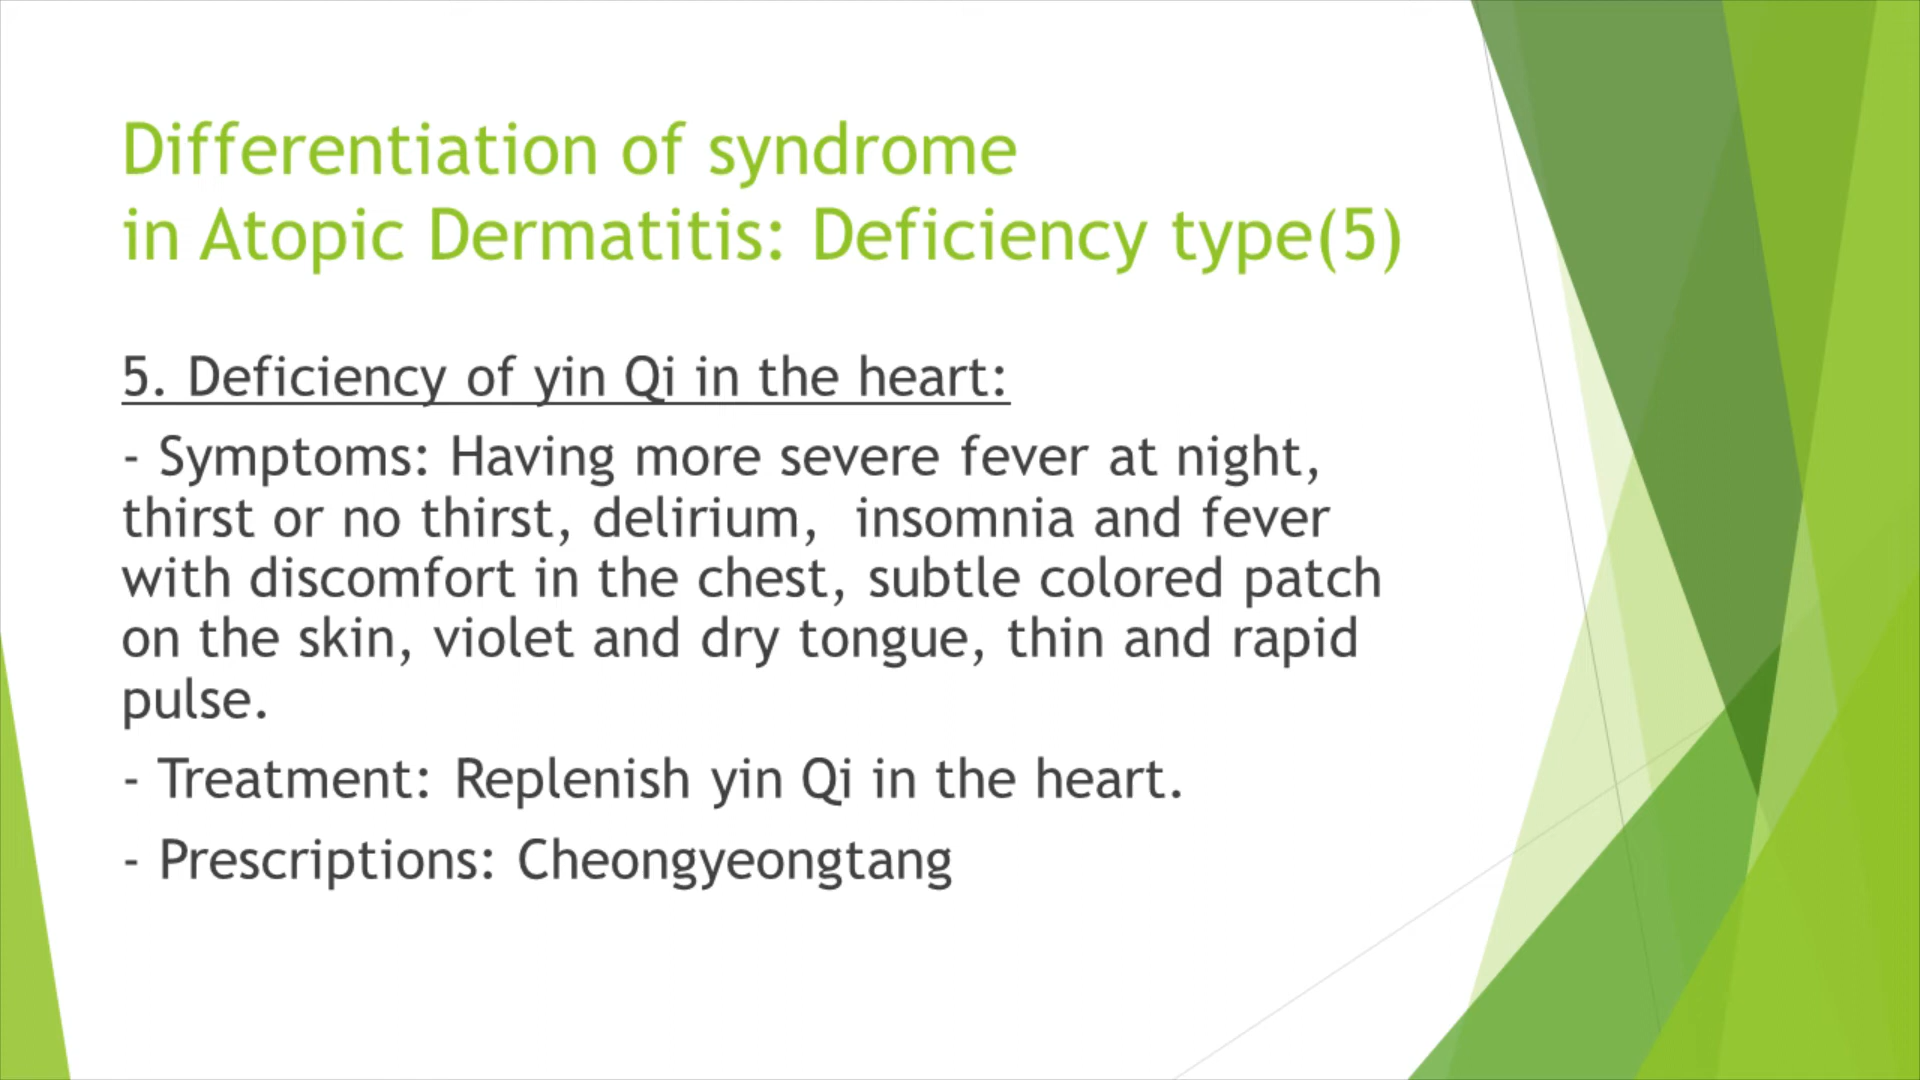 Differentiation of syndrome
in Atopic Dermatitis: Deficiency type(5)
5. Deficiency of yin Qi in the heart:
- Symptoms: Having more severe fever at night,
thirst or no thirst, delirium,  insomnia and fever
with discomfort in the chest, subtle colored patch
on the skin, violet and dry tongue, thin and rapid
pulse.
- Treatment: Replenish yin Qi in the heart.
- Prescriptions: Cheongyeongtang